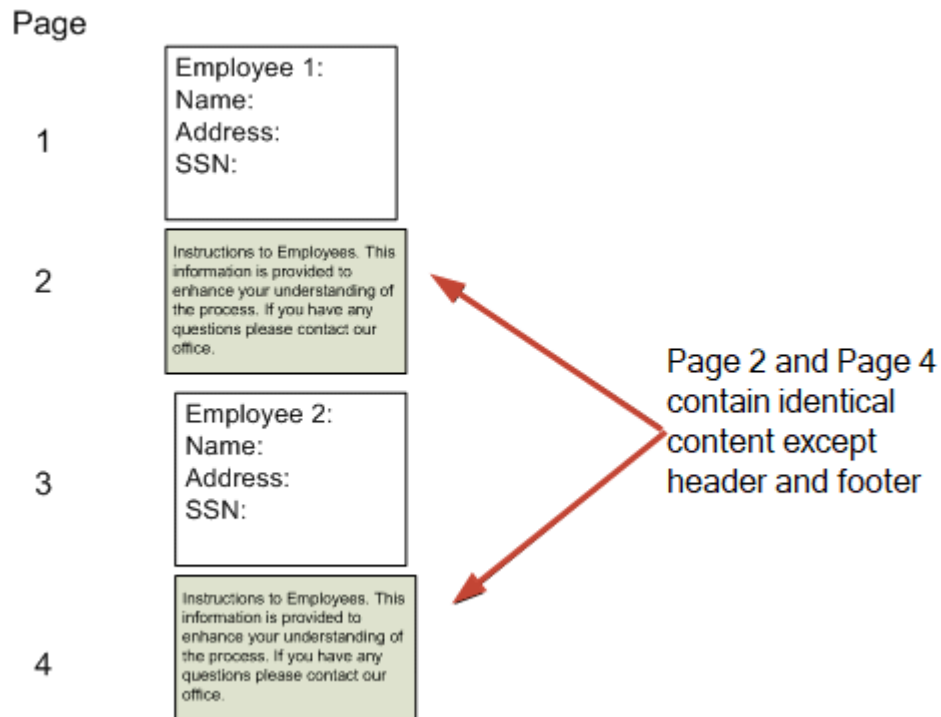 Page
1
Employee 1:
Name:
Address:
SSN:
2
Instructions to Employees. This
information is provided to
enhance your understanding of
the process. If you have any
questions please contact our
office.
Page 2 and Page 4
contain identical
content except
header and footer
3
Employee 2:
Name:
Address:
SSN:
4
Instructions to Employees. This
information is provided to
enhance your understanding of
the process. If you have any
questions please contact our
office.